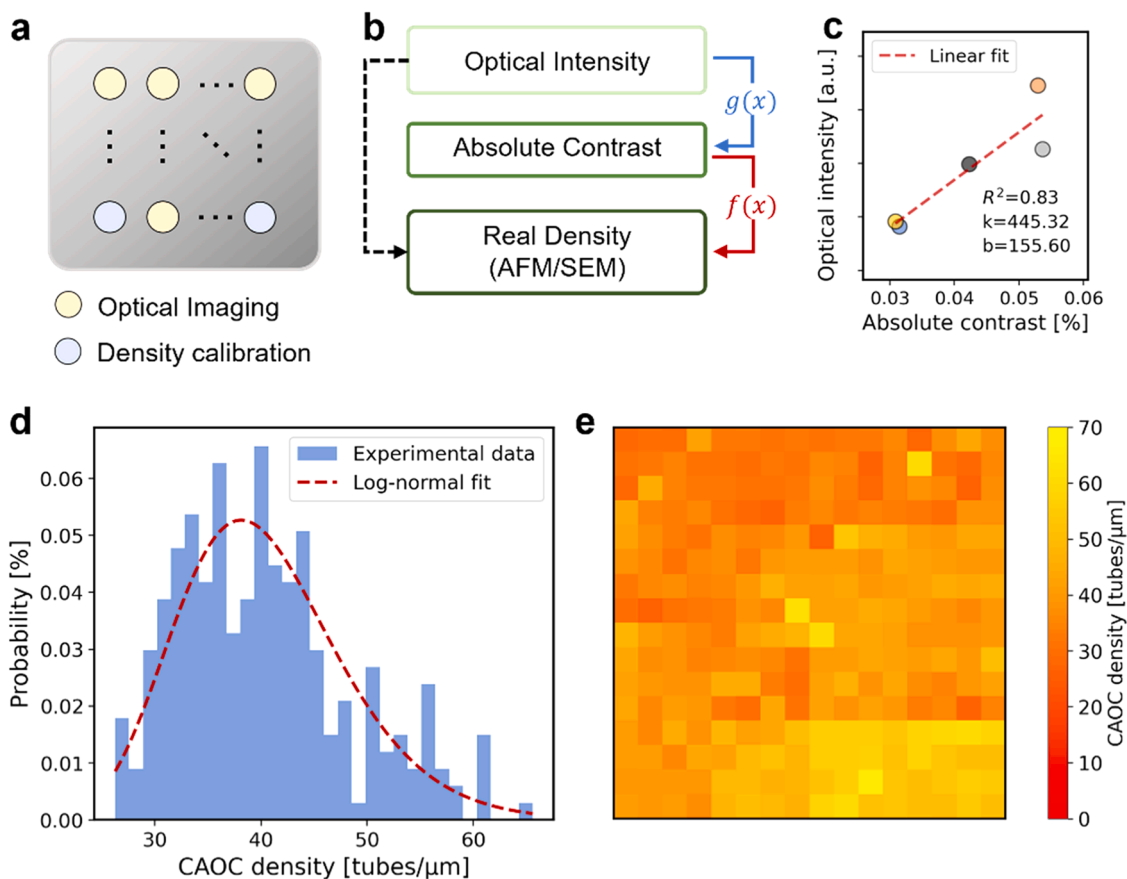 a
Optical Imaging
Density calibration
b
Optical Intensity
g(x)
Absolute Contrast
f(x)
Real Density
(AFM/SEM)
c
Optical intensity [a.u.]
Linear fit
R²=0.83
k=445.32
b=155.60
0.03 0.04 0.05 0.06
Absolute contrast [%]
d
Probability [%]
0.06
0.05
0.04
0.03
0.02
0.01
0.00
Experimental data
Log-normal fit
30 40 50 60
CAOC density [tubes/μm]
e
70
60
50
40
30
20
10
0
CAOC density [tubes/μm]